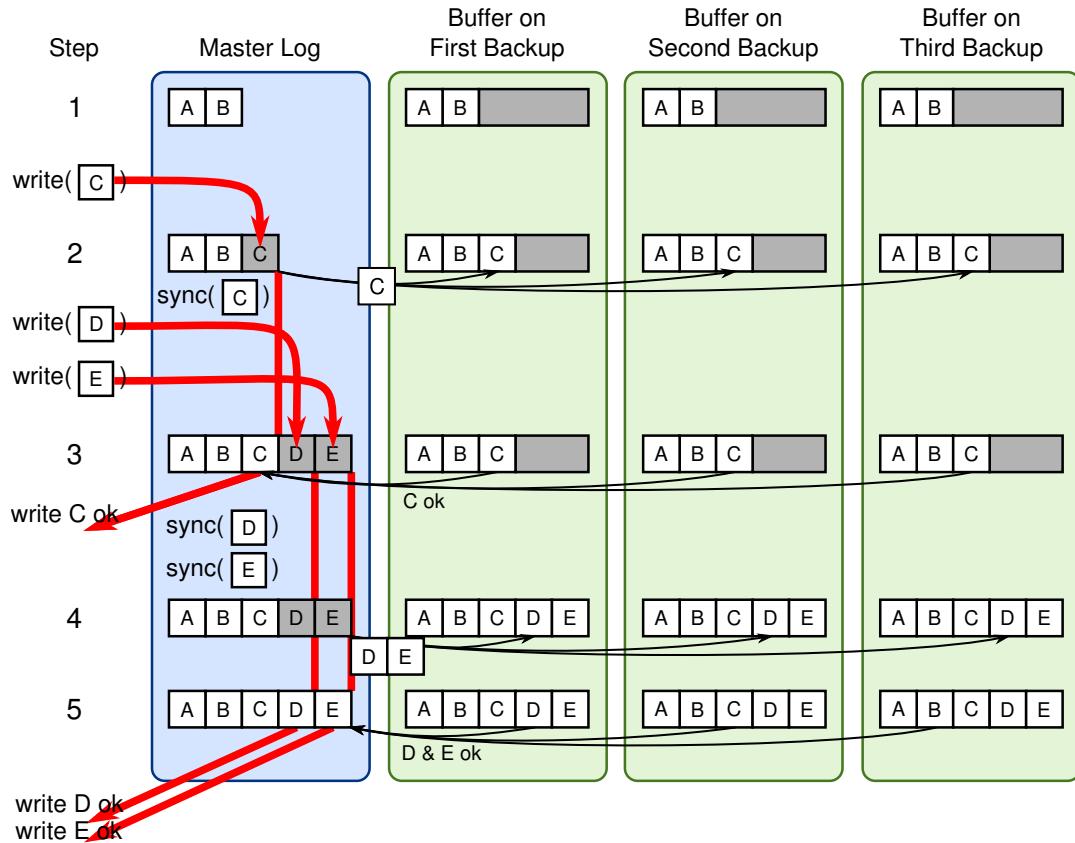 Step
Master Log
Buffer on
First Backup
Buffer on
Second Backup
Buffer on
Third Backup
1
A B
A B
A B
A B
write( C )
2
A B C
A B C
A B C
A B C
C
sync( C )
write( D )
write( E )
3
A B C D E
A B C
A B C
A B C
C ok
write C ok
sync( D )
sync( E )
4
A B C D E
A B C D E
A B C D E
A B C D E
D E
5
A B C D E
A B C D E
A B C D E
A B C D E
D & E ok
write D ok
write E ok